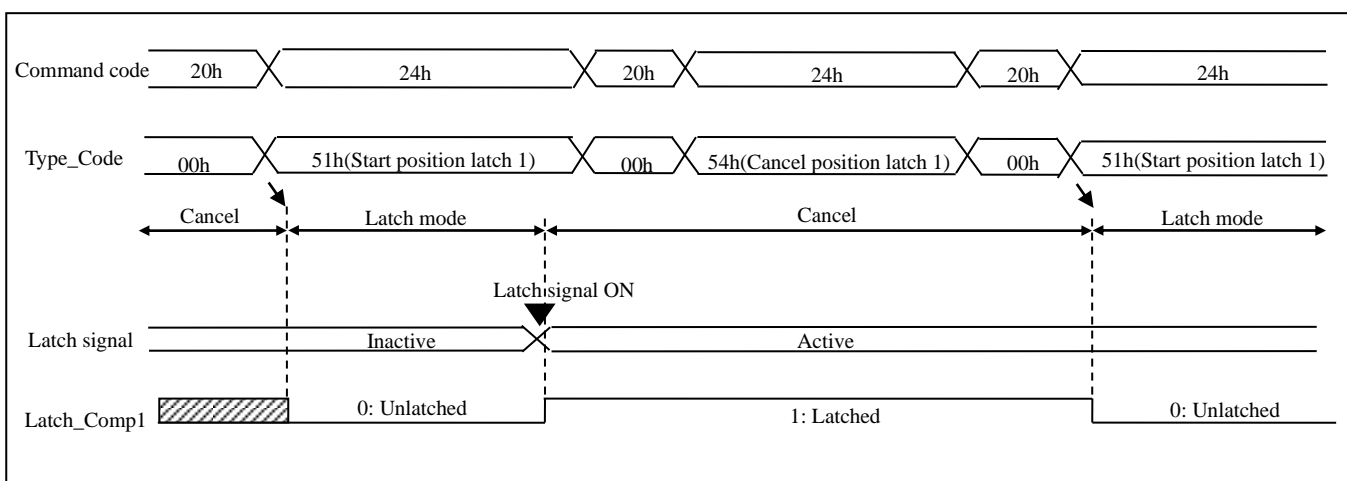 Command code 20h 24h 20h 24h 20h 24h
Type_Code 00h 51h(Start position latch 1) 00h 54h(Cancel position latch 1) 00h 51h(Start position latch 1)
Cancel Latch mode Cancel Latch mode
Latch signal ON
Latch signal Inactive Active
Latch_Comp1 0: Unlatched 1: Latched 0: Unlatched